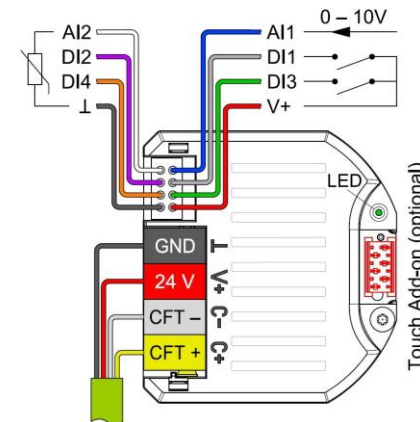 AI2
DI2
DI4
⊥
AI1
DI1
DI3
V+
0 – 10V
LED
Touch Add-on (optional)
GND ⊥
24 V V+
CFT – C-
CFT + C+